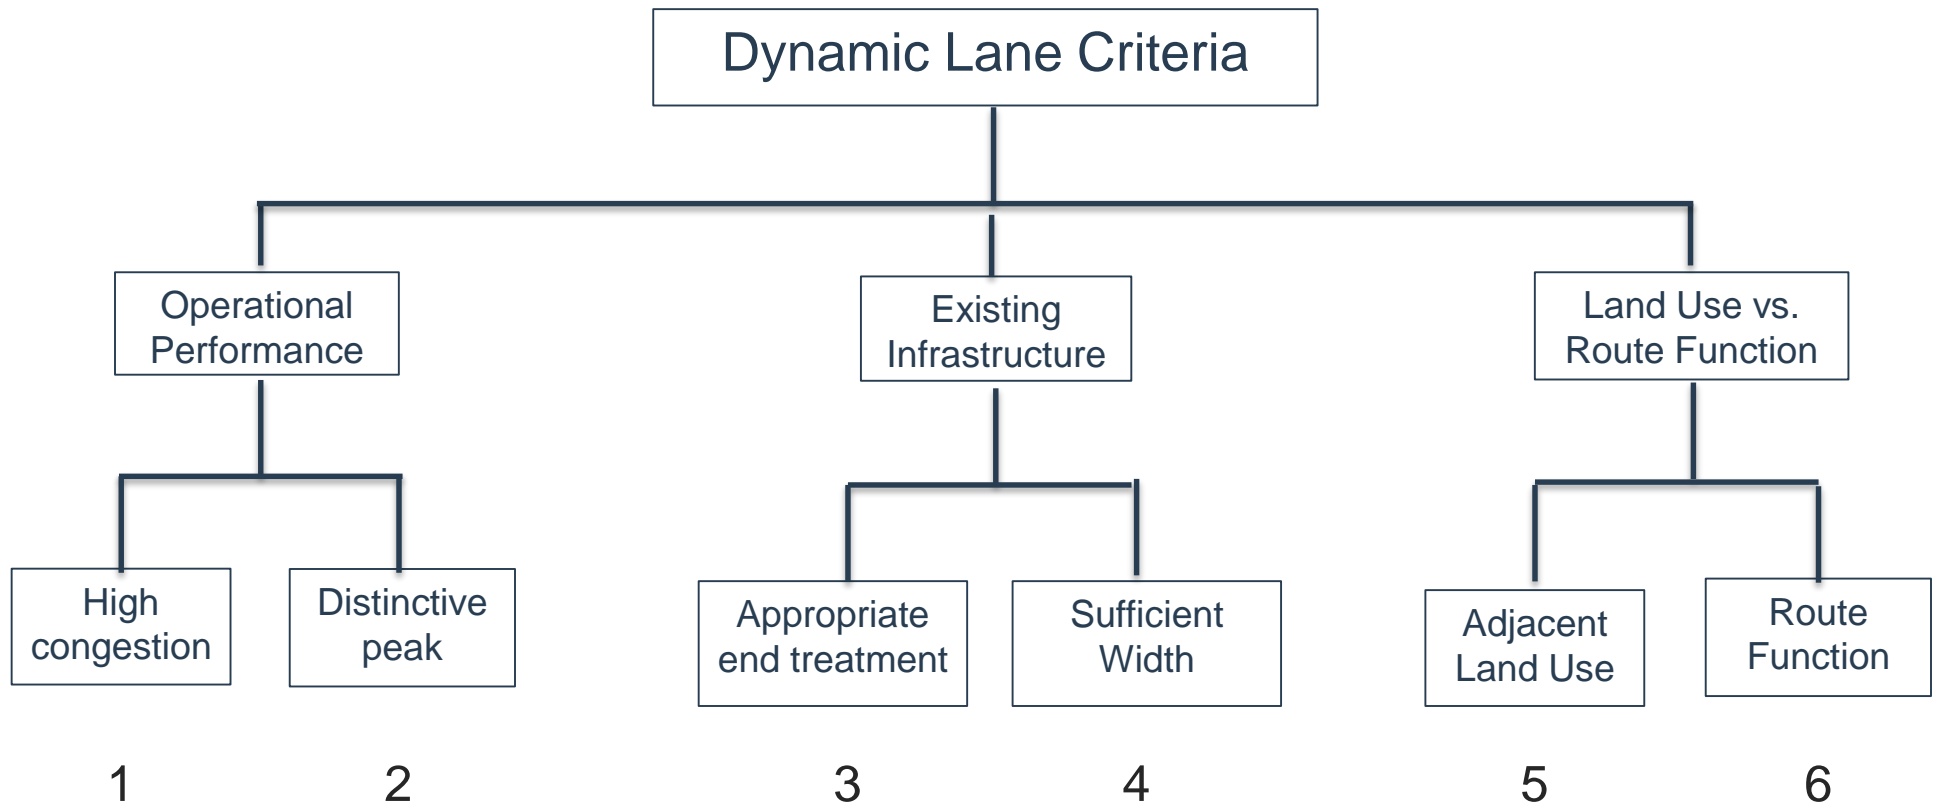 Dynamic Lane Criteria
Operational
Performance
Existing
Infrastructure
Land Use vs.
Route Function
High
congestion
Distinctive
peak
Appropriate
end treatment
Sufficient
Width
Adjacent
Land Use
Route
Function
1
2
3
4
5
6